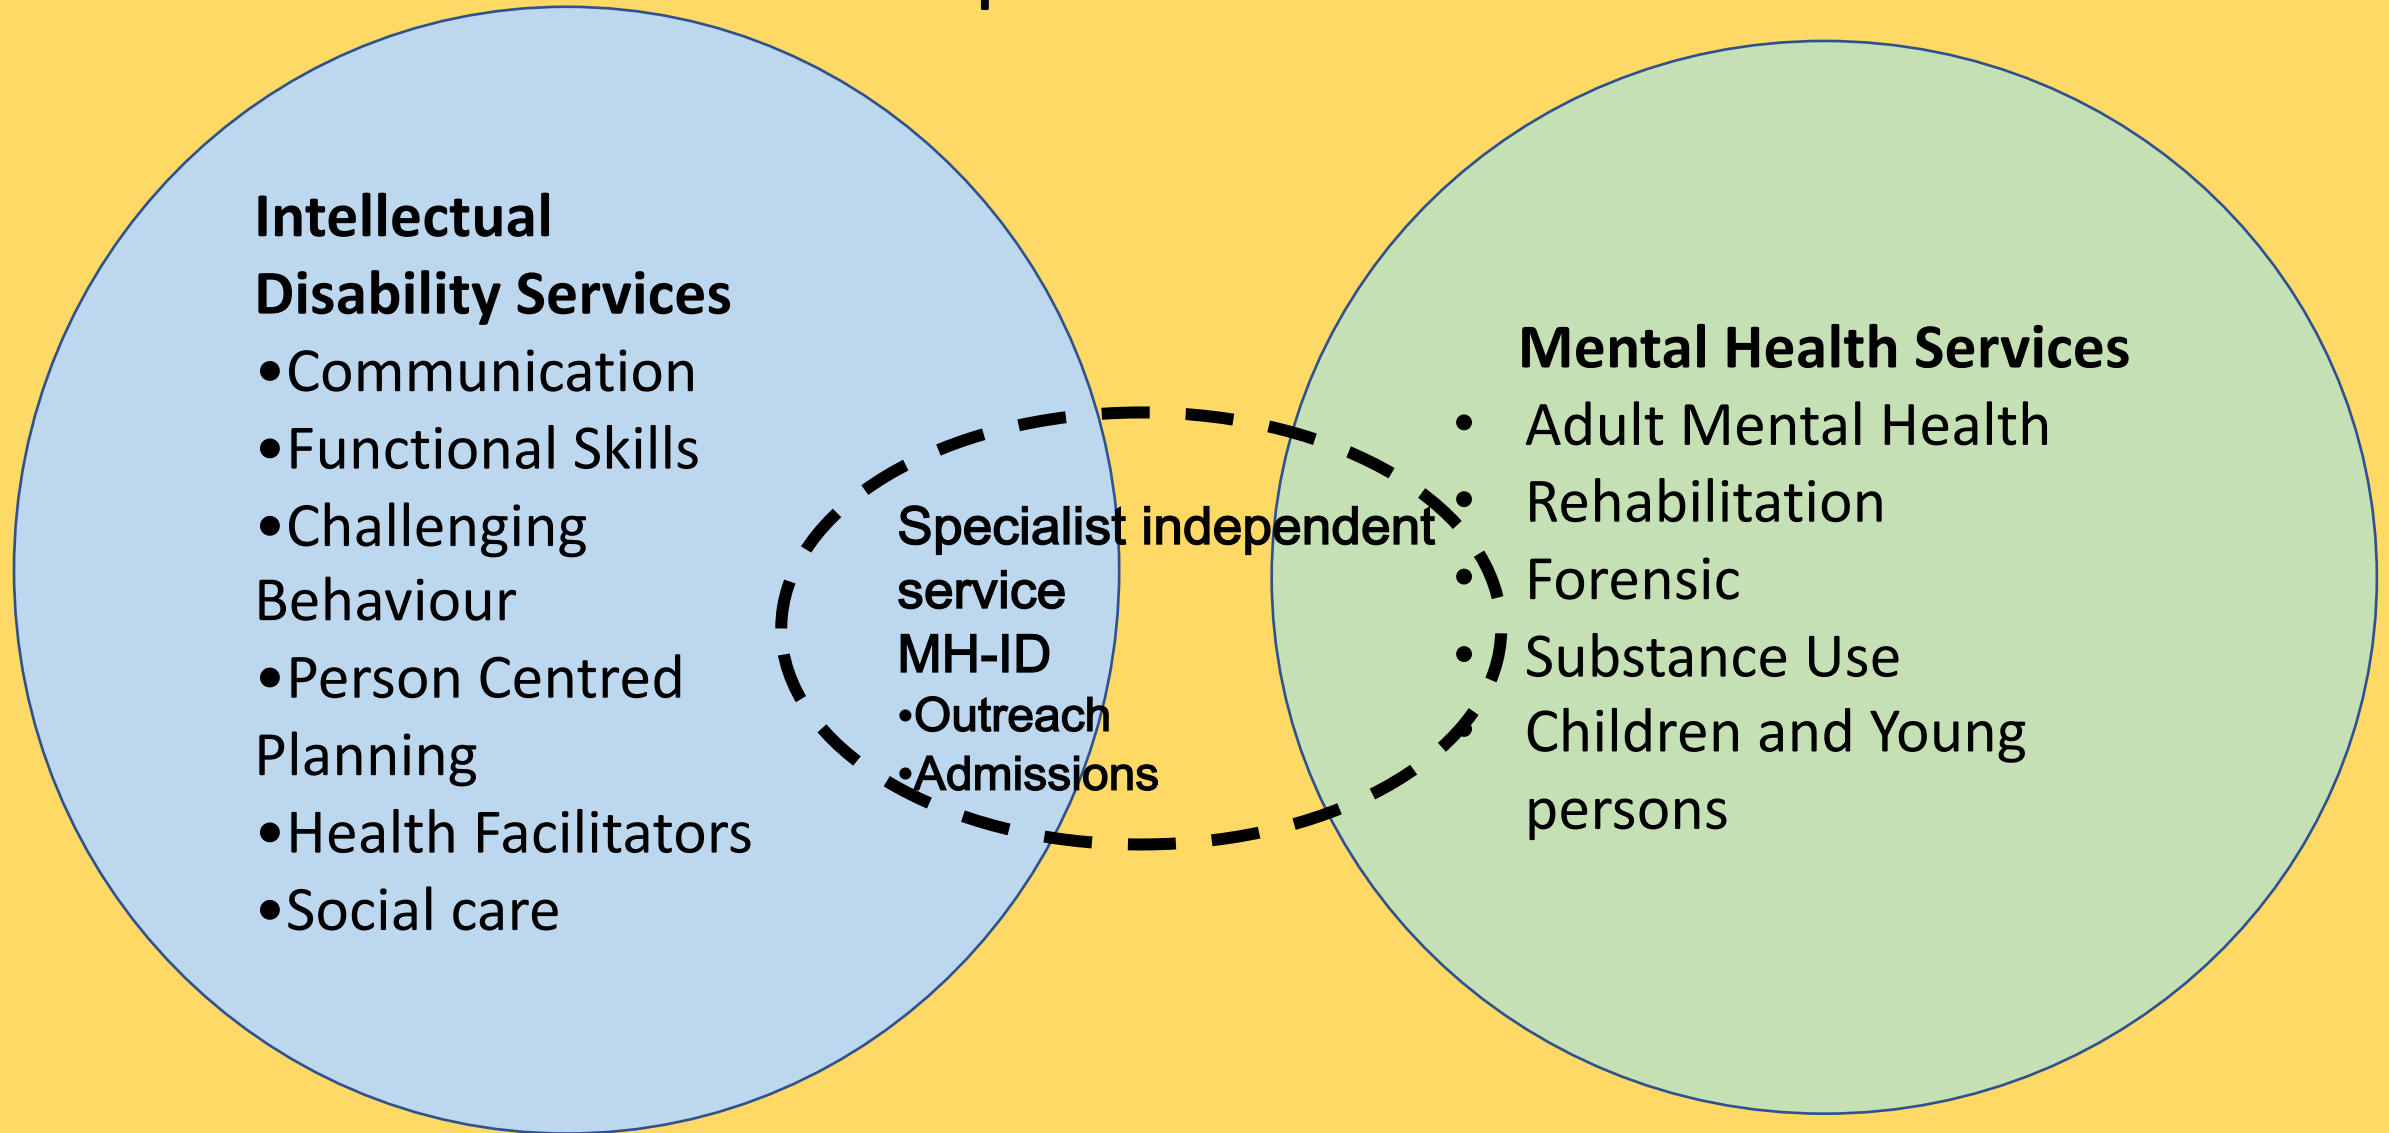 Intellectual
Disability Services
•Communication
•Functional Skills
•Challenging
Behaviour
•Person Centred
Planning
•Health Facilitators
•Social care
Specialist independent
service
MH-ID
•Outreach
•Admissions
Mental Health Services
• Adult Mental Health
• Rehabilitation
• Forensic
• Substance Use
• Children and Young
persons